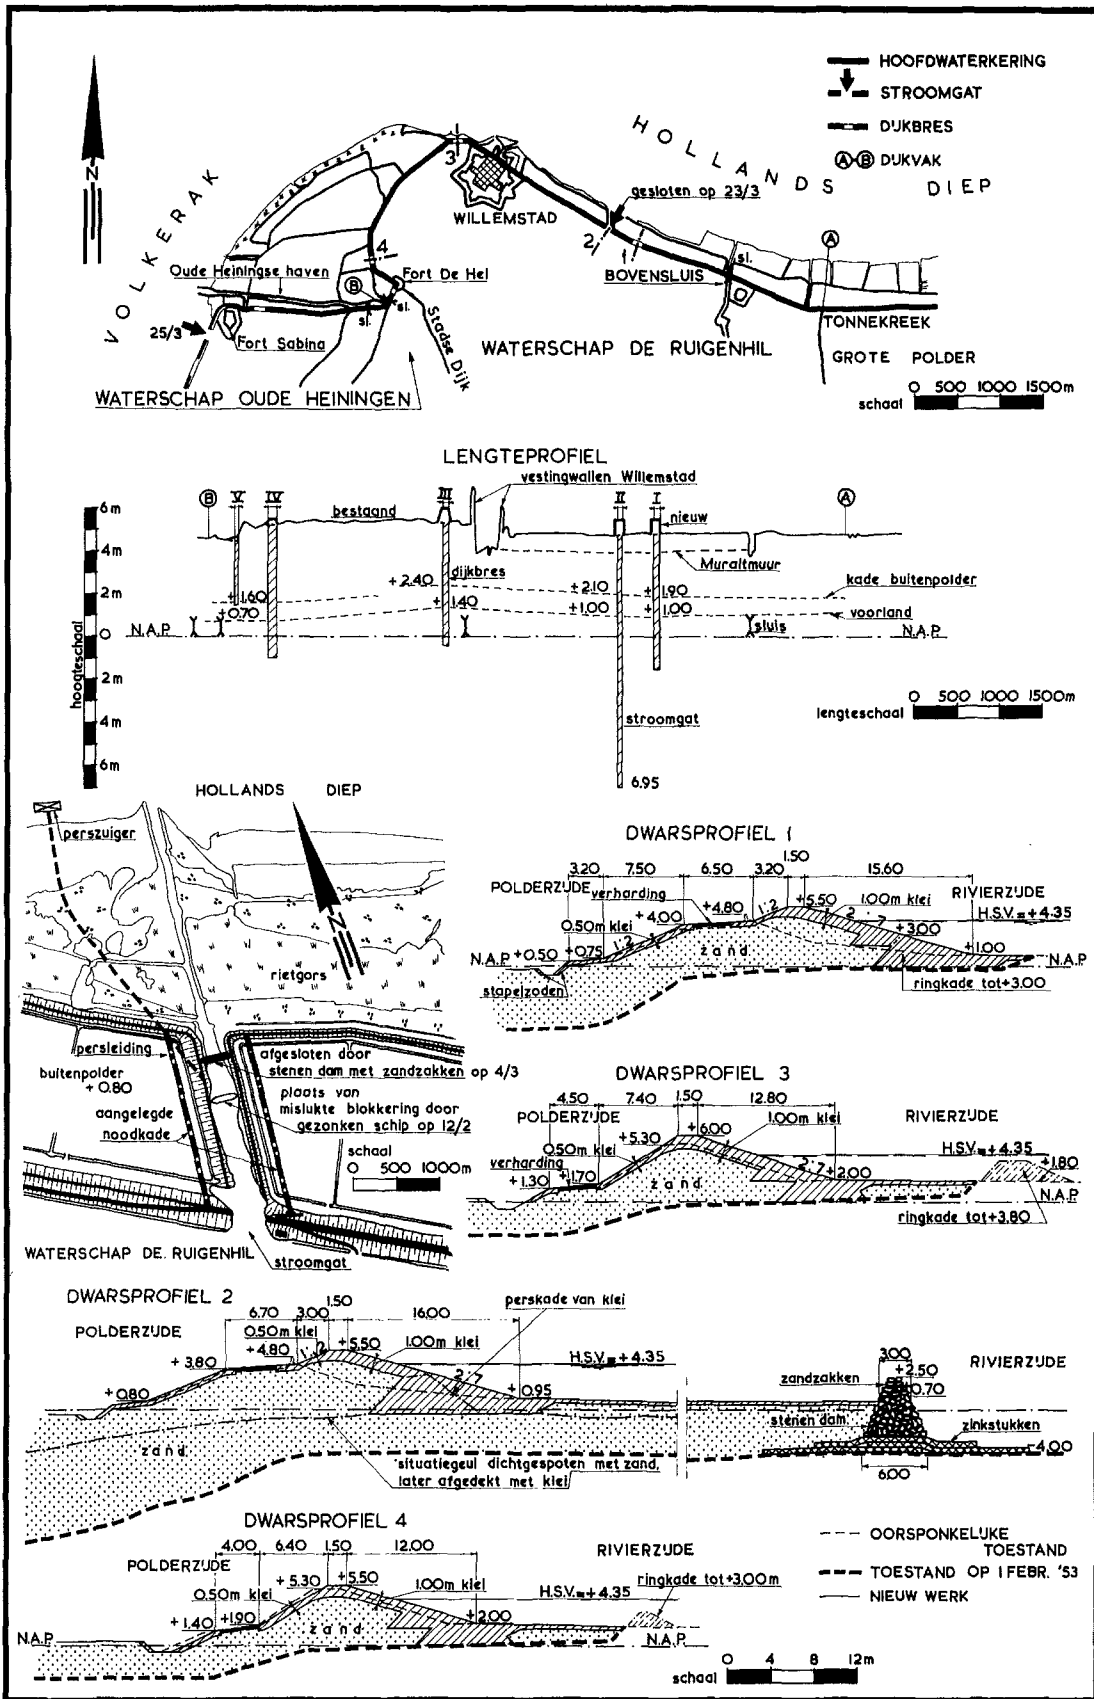 HOOFDWATERKERING
STROOMGAT
DIJKBRES
A-B DIJKVAK
HOLLANDS DIEP
VOLKERAK
N
3
WILLEMSTAD
gesloten op 23/3
2
1
BOVENSLUIS
sl.
A
4
Oude Heiningse haven
B
Fort De Hel
sl.
sl.
25/3
Fort Sabina
Stadse Dijk
TONNEKREEK
WATERSCHAP DE RUIGENHIL
GROTE POLDER
WATERSCHAP OUDE HEININGEN
0 500 1000 1500m
schaal
LENGTEPROFIEL
vestingwallen Willemstad
B V IV III II I A
6m
bestaand
nieuw
4m
Muraltmuur
dijkbres
+2.40
+2.10
+1.90
kade buitenpolder
2m
+1.60
+0.70
+1.40
+1.00
+1.00
voorland
0
N.A.P.
sluis
N.A.P.
hoogteschaal
2m
4m
6m
stroomgat
6.95
0 500 1000 1500m
lengteschaal
HOLLANDS DIEP
perszuiger
N
rietgors
persleiding
buitenpolder
+0.80
afgesloten door
stenen dam met zandzakken op 4/3
aangelegde
noodkade
plaats van
mislukte blokkering door
gezonken schip op 12/2
schaal
0 500 1000m
WATERSCHAP DE RUIGENHIL
stroomgat
DWARSPROFIEL 1
3.20 7.50 6.50 3.20 1.50 15.60
POLDERZIJDE
RIVIERZIJDE
verharding
+4.80
1:2
+5.50
1.00m klei
H.S.V.=+4.35
0.50m klei
+4.00
2:7
+3.00
1:2
zand
N.A.P.
+0.50
+0.75
+1.00
N.A.P.
stapelzoden
ringkade tot+3.00
DWARSPROFIEL 3
4.50 7.40 1.50 12.80
POLDERZIJDE
RIVIERZIJDE
1.00m klei
+6.00
0.50m klei
+5.30
H.S.V.=+4.35
verharding
+1.70
+1.30
zand
2:7
+2.00
+1.80
N.A.P.
ringkade tot+3.80
DWARSPROFIEL 2
6.70 3.00 1.50 16.00
perskade van klei
POLDERZIJDE
0.50m klei
+4.80
1:2
+5.50
1.00m klei
+3.80
H.S.V.=+4.35
2:7
+0.80
+0.95
zand
situatiegeul dichtgespoten met zand,
later afgedekt met klei
3.00
RIVIERZIJDE
zandzakken
+2.50
+0.70
stenen dam
zinkstukken
-4.00
6.00
DWARSPROFIEL 4
4.00 6.40 1.50 12.00
POLDERZIJDE
RIVIERZIJDE
+5.30
+5.50
1.00m klei
0.50m klei
H.S.V.=+4.35
ringkade tot+3.00m
+1.40
+1.90
zand
+2.00
N.A.P.
N.A.P.
OORSPONKELIJKE
TOESTAND
TOESTAND OP 1 FEBR. '53
NIEUW WERK
0 4 8 12m
schaal